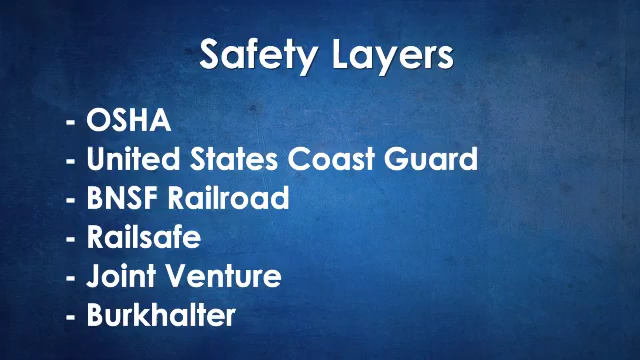 Safety Layers
- OSHA
- United States Coast Guard
- BNSF Railroad
- Railsafe
- Joint Venture
- Burkhalter